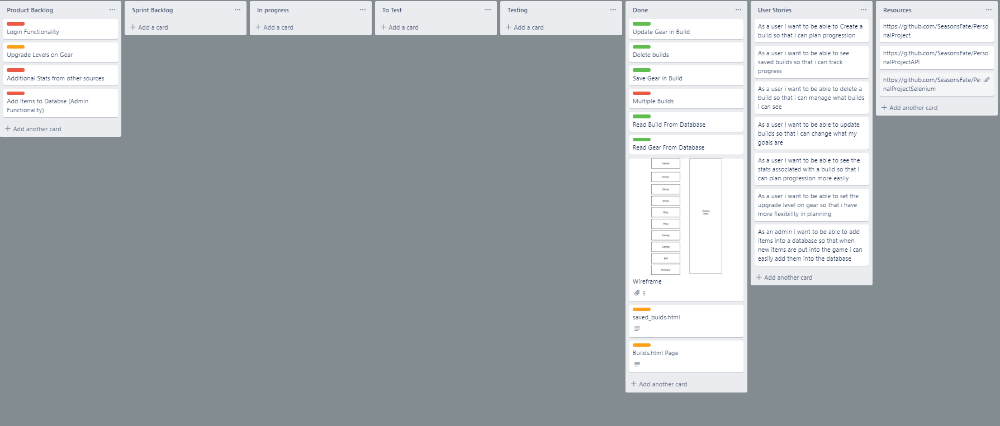 Product Backlog
Login Functionality
Upgrade Levels on Gear
Additional Stats from other sources
Add Items to Databse (Admin
Functionality)
+ Add another card
Sprint Backlog
+ Add a card
In progress
+ Add a card
To Test
+ Add a card
Testing
+ Add a card
Done
Update Gear in Build
Delete builds
Save Gear in Build
Multiple Builds
Read Build From Database
Read Gear From Database
Helmet
Armour
Gloves
Shoes
Ring
Ring
Earring
Earring
Belt
Necklace
Overall
Stats
Wireframe
3
saved_bulds.html
Builds.html Page
+ Add another card
User Stories
As a user i want to be able to Create a
build so that I can plan progression
As a user i want to be able to see
saved builds so that i can track
progress
As a user i want to be able to delete a
build so that i can manage what builds
i can see
As a user I want to be able to update
builds so that i can change what my
goals are
As a user I want to be able to see the
stats associated with a build so that I
can plan progression more easily
As a user i want to be able to set the
upgrade level on gear so that i have
more flexibility in planning
As an admin i want to be able to add
items into a database so that when
new items are put into the game i can
easily add them into the database
+ Add another card
Resources
https://github.com/SeasonsFate/Perso
nalProject
https://github.com/SeasonsFate/Perso
nalProjectAPI
https://github.com/SeasonsFate/Perso
nalProjectSelenium
+ Add another card